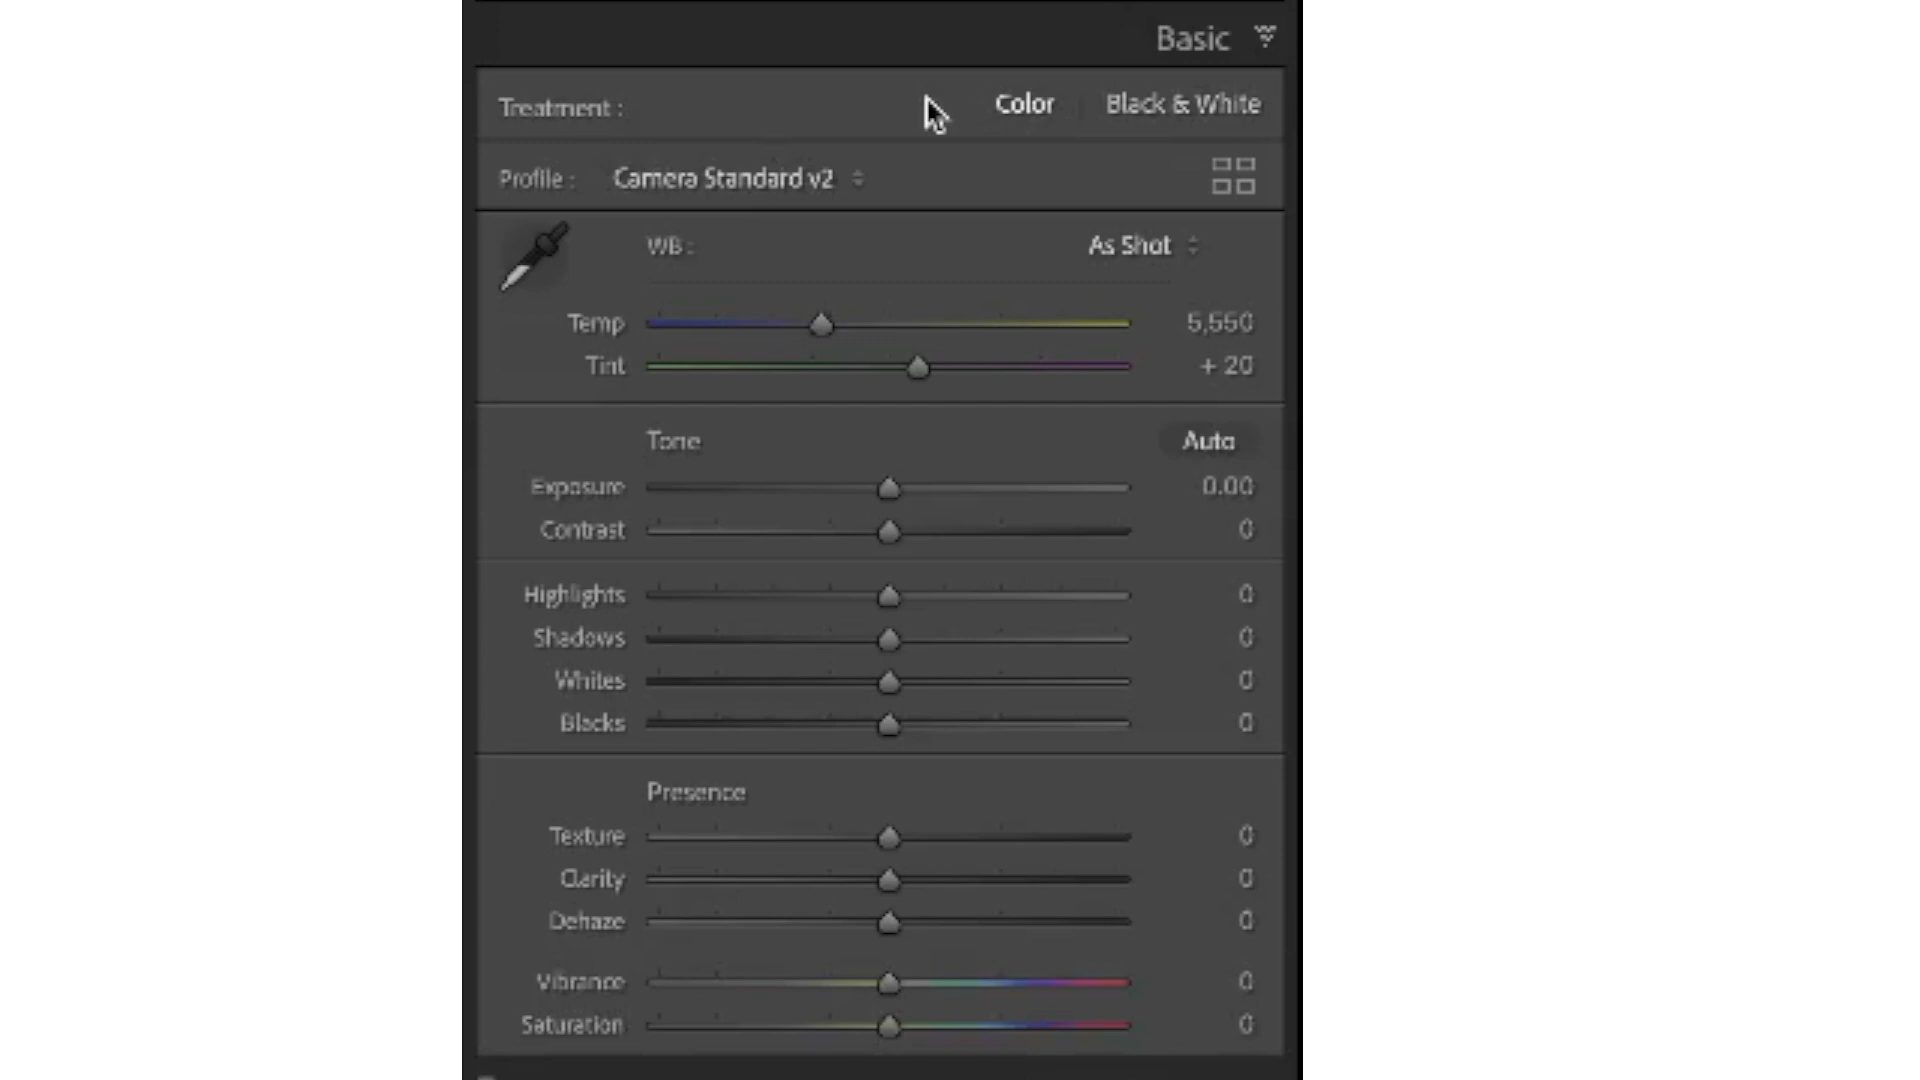 Basic
Treatment : Color Black & White
Profile : Camera Standard v2
WB : As Shot
Temp 5,550
Tint + 20
Tone Auto
Exposure 0.00
Contrast 0
Highlights 0
Shadows 0
Whites 0
Blacks 0
Presence
Texture 0
Clarity 0
Dehaze 0
Vibrance 0
Saturation 0